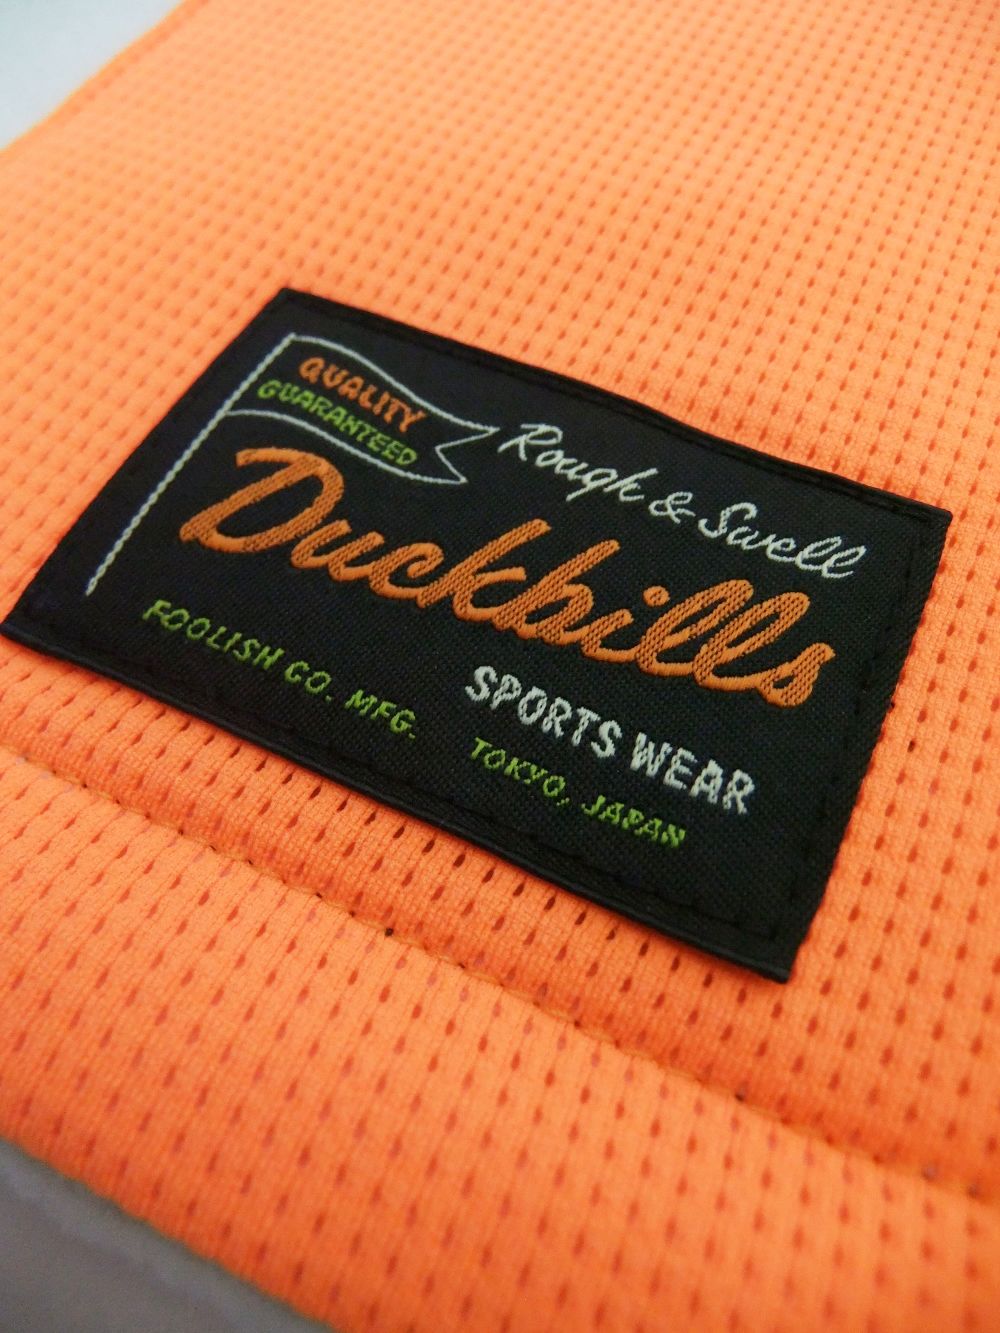 QUALITY
GUARANTEED
Rough & Swell
Duckbills
SPORTS WEAR
FOOLISH CO. MFG. TOKYO, JAPAN